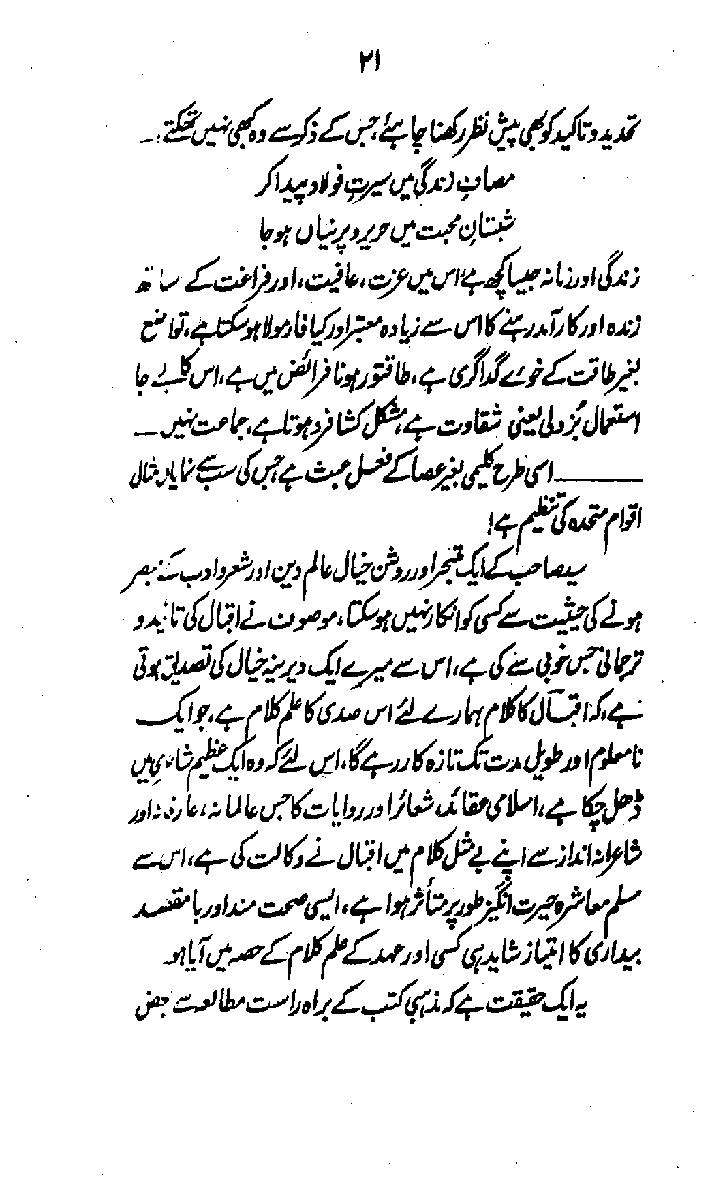 ۲۱
تحدید و تاکید کو بھی پیش نظر رکھنا چاہئے، جس کے ذکر سے وہ کبھی نہیں تھکتے:۔
مصافِ زندگی میں سیرتِ فولاد پیدا کر
شبستانِ محبت میں حریر و پرنیاں ہو جا
زندگی اور زمانہ جیسا کچھ ہے اس میں عزت، عافیت، اور فراغت کے ساتھ
زندہ اور کار آمد رہنے کا اس سے زیادہ معتبر اور کیا فارمولا ہو سکتا ہے، تواضع
بغیر طاقت کے خوئے گداگری ہے، طاقتور ہونا فرائض میں ہے، اس کا بے جا
استعمال بزدلی یعنی شقاوت ہے، مشکل کشا فرد ہوتا ہے، جماعت نہیں ــ
ــــــــ اسی طرح کلیمی بغیر عصا کے فعل عبث ہے جس کی سب سے نمایاں مثال
اقوام متحدہ کی تنظیم ہے!
سید صاحب کے ایک متبحر اور روشن خیال عالم دین اور شعر و ادب کے مبصر
ہونے کی حیثیت سے کسی کو انکار نہیں ہو سکتا، موصوف نے اقبال کی تائید و
ترجمانی جس خوبی سے کی ہے، اس سے میرے ایک دیرینہ خیال کی تصدیق ہوتی
ہے، کہ اقبال کا کلام ہمارے لئے اس صدی کا علم کلام ہے، جو ایک
نامعلوم اور طویل مدت تک تازہ کار رہے گا، اس لئے کہ وہ ایک عظیم شاعری میں
ڈھل چکا ہے، اسلامی عقائد، شعائر اور روایات کا جس عالمانہ، عارفانہ اور
شاعرانہ انداز سے اپنے بے مثل کلام میں اقبال نے وکالت کی ہے، اس سے
مسلم معاشرہ حیرت انگیز طور پر متأثر ہوا ہے، ایسی صحت مند اور با مقصد
بیداری کا امتیاز شاید ہی کسی اور عہد کے علم کلام کے حصہ میں آیا ہو۔
یہ ایک حقیقت ہے کہ مذہبی کتب کے براہ راست مطالعہ سے بعض